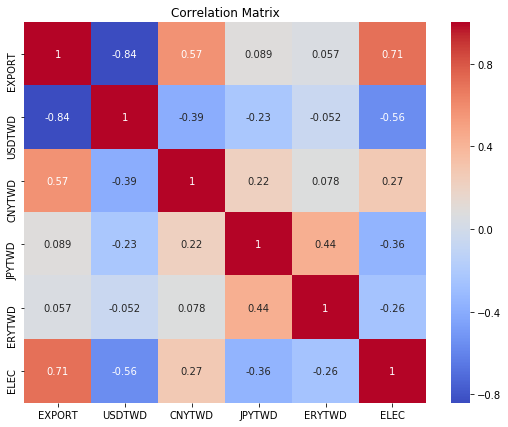 Correlation Matrix
EXPORT 1 -0.84 0.57 0.089 0.057 0.71
USDTWD -0.84 1 -0.39 -0.23 -0.052 -0.56
CNYTWD 0.57 -0.39 1 0.22 0.078 0.27
JPYTWD 0.089 -0.23 0.22 1 0.44 -0.36
ERYTWD 0.057 -0.052 0.078 0.44 1 -0.26
ELEC 0.71 -0.56 0.27 -0.36 -0.26 1
EXPORT USDTWD CNYTWD JPYTWD ERYTWD ELEC
0.8
0.4
0.0
-0.4
-0.8